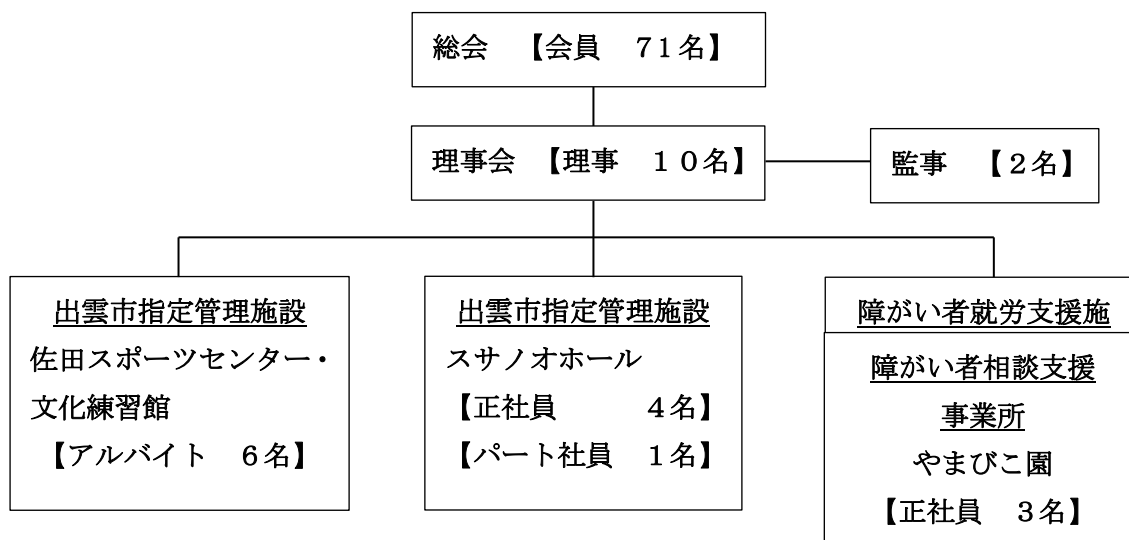 総会　【会員　７１名】
理事会　【理事　１０名】
監事　【２名】
出雲市指定管理施設
佐田スポーツセンター・
文化練習館
【アルバイト　６名】
出雲市指定管理施設
スサノオホール
【正社員　　　４名】
【パート社員　１名】
障がい者就労支援施
障がい者相談支援
事業所
やまびこ園
【正社員　３名】